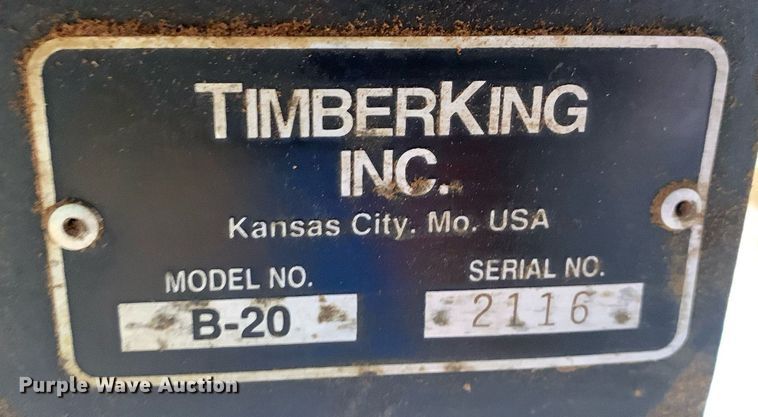 TIMBERKING
INC.
Kansas City, Mo. USA
MODEL NO.
B-20
SERIAL NO.
2116
Purple Wave Auction